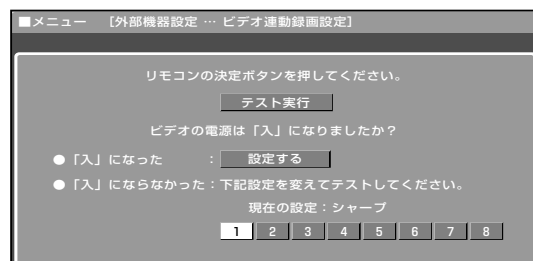 ■メニュー ［外部機器設定 … ビデオ連動録画設定］
リモコンの決定ボタンを押してください。
テスト実行
ビデオの電源は「入」になりましたか？
●「入」になった ： 設定する
●「入」にならなかった：下記設定を変えてテストしてください。
現在の設定：シャープ
1 2 3 4 5 6 7 8